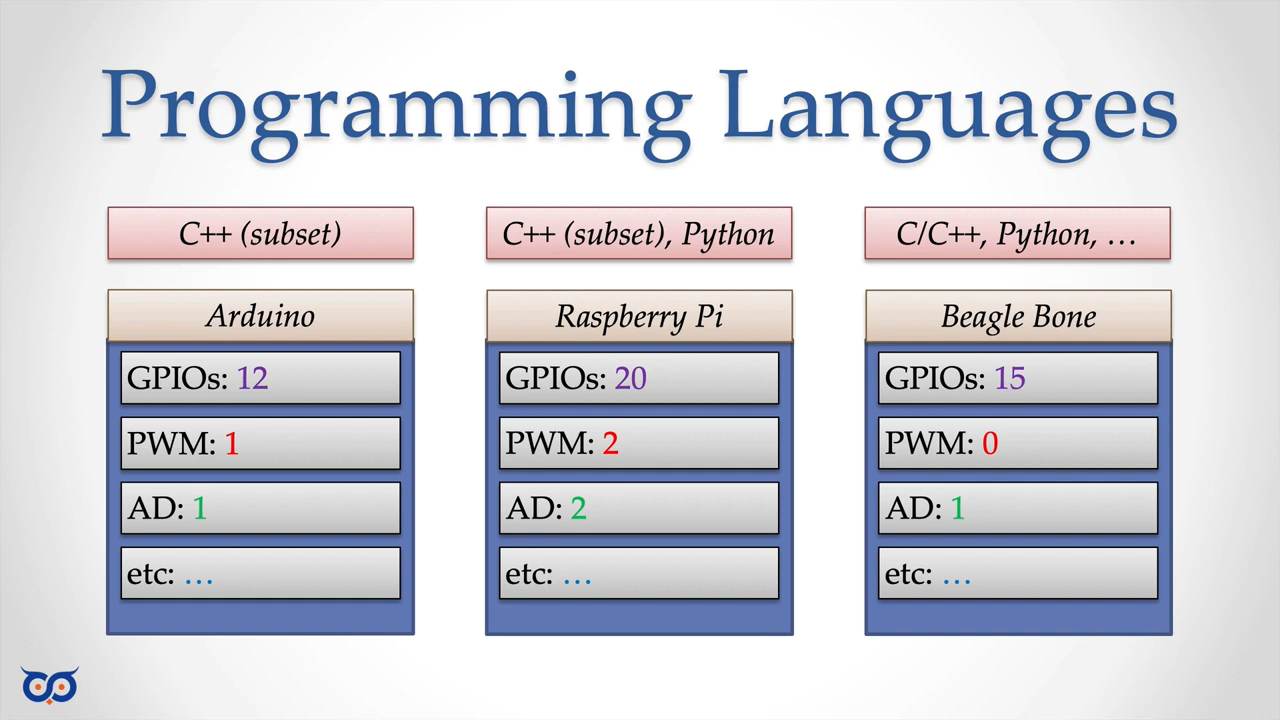 Programming Languages
C++ (subset)
Arduino
GPIOs: 12
PWM: 1
AD: 1
etc: …
C++ (subset), Python
Raspberry Pi
GPIOs: 20
PWM: 2
AD: 2
etc: …
C/C++, Python, …
Beagle Bone
GPIOs: 15
PWM: 0
AD: 1
etc: …